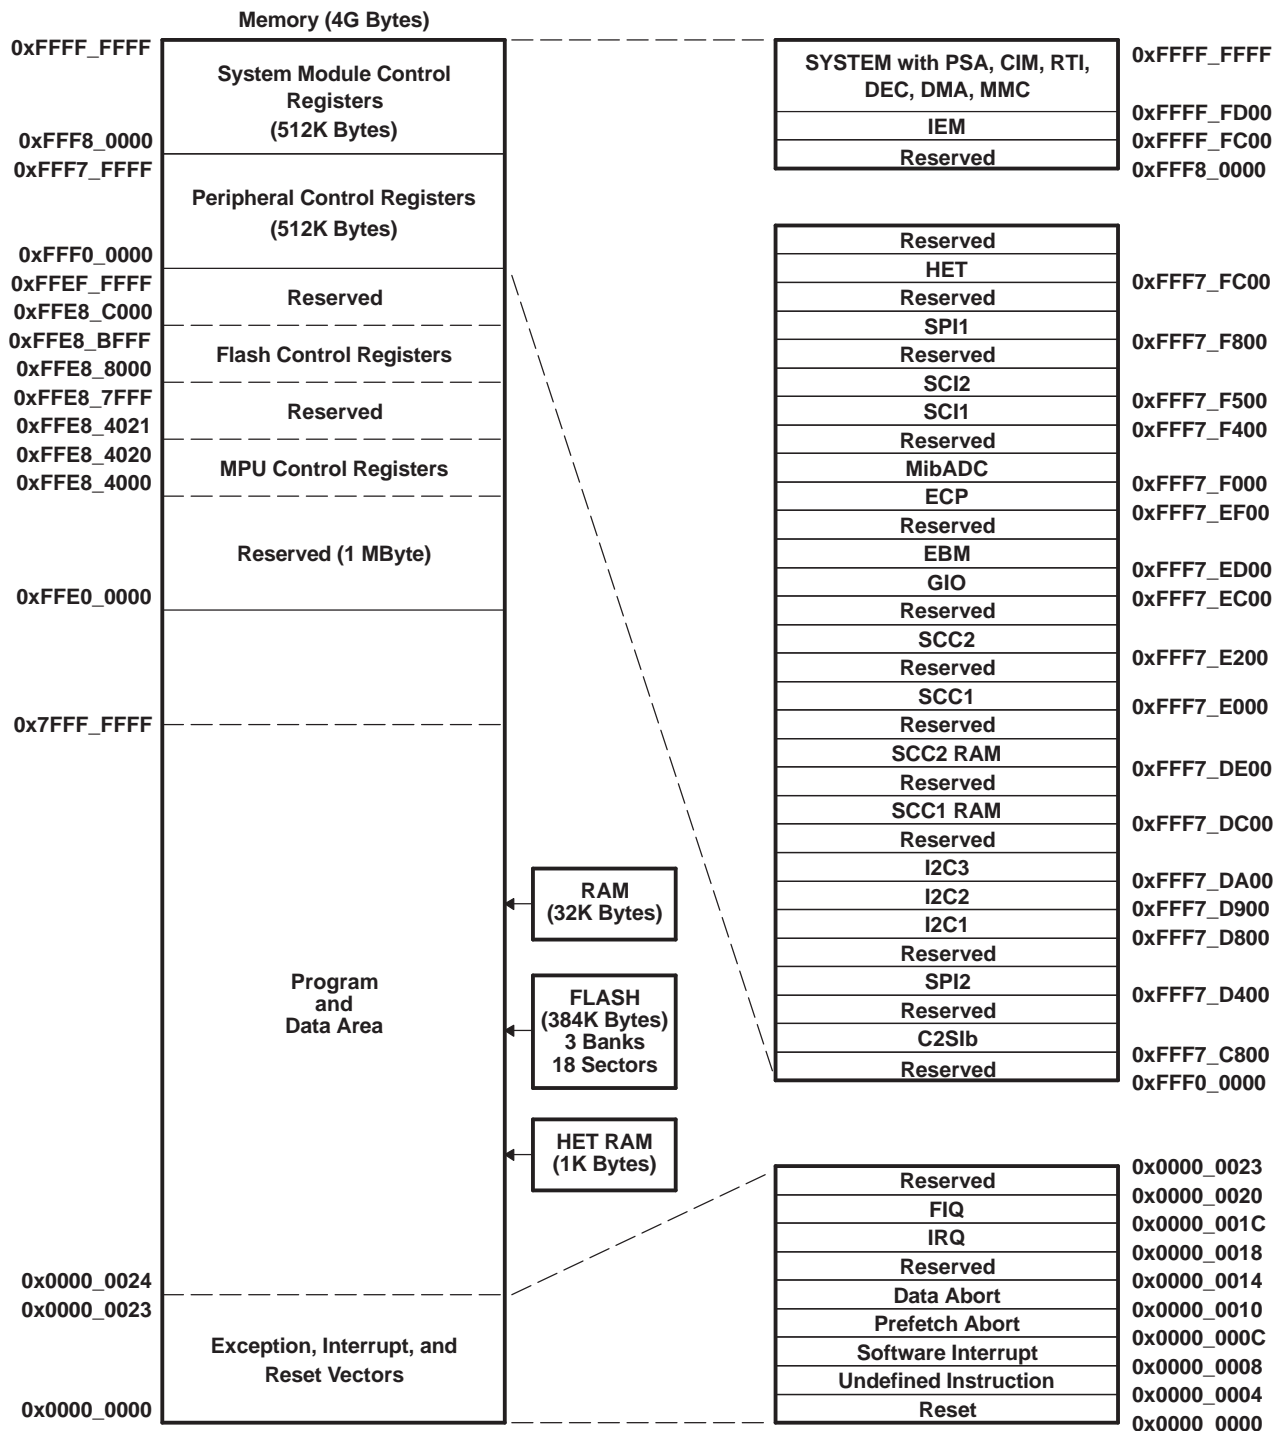 Memory (4G Bytes)
0xFFFF_FFFF
System Module Control
Registers
(512K Bytes)
0xFFF8_0000
0xFFF7_FFFF
Peripheral Control Registers
(512K Bytes)
0xFFF0_0000
0xFFEF_FFFF
Reserved
0xFFE8_C000
0xFFE8_BFFF
Flash Control Registers
0xFFE8_8000
0xFFE8_7FFF
Reserved
0xFFE8_4021
0xFFE8_4020
MPU Control Registers
0xFFE8_4000
Reserved (1 MByte)
0xFFE0_0000
0x7FFF_FFFF
Program
and
Data Area
0x0000_0024
0x0000_0023
Exception, Interrupt, and
Reset Vectors
0x0000_0000
RAM
(32K Bytes)
FLASH
(384K Bytes)
3 Banks
18 Sectors
HET RAM
(1K Bytes)
SYSTEM with PSA, CIM, RTI,
DEC, DMA, MMC
0xFFFF_FFFF
0xFFFF_FD00
IEM
0xFFFF_FC00
Reserved
0xFFF8_0000
Reserved
HET
0xFFF7_FC00
Reserved
SPI1
0xFFF7_F800
Reserved
SCI2
0xFFF7_F500
SCI1
0xFFF7_F400
Reserved
MibADC
0xFFF7_F000
ECP
0xFFF7_EF00
Reserved
EBM
0xFFF7_ED00
GIO
0xFFF7_EC00
Reserved
SCC2
0xFFF7_E200
Reserved
SCC1
0xFFF7_E000
Reserved
SCC2 RAM
0xFFF7_DE00
Reserved
SCC1 RAM
0xFFF7_DC00
Reserved
I2C3
0xFFF7_DA00
I2C2
0xFFF7_D900
I2C1
0xFFF7_D800
Reserved
SPI2
0xFFF7_D400
Reserved
C2SIb
0xFFF7_C800
Reserved
0xFFF0_0000
0x0000_0023
Reserved
0x0000_0020
FIQ
0x0000_001C
IRQ
0x0000_0018
Reserved
0x0000_0014
Data Abort
0x0000_0010
Prefetch Abort
0x0000_000C
Software Interrupt
0x0000_0008
Undefined Instruction
0x0000_0004
Reset
0x0000_0000